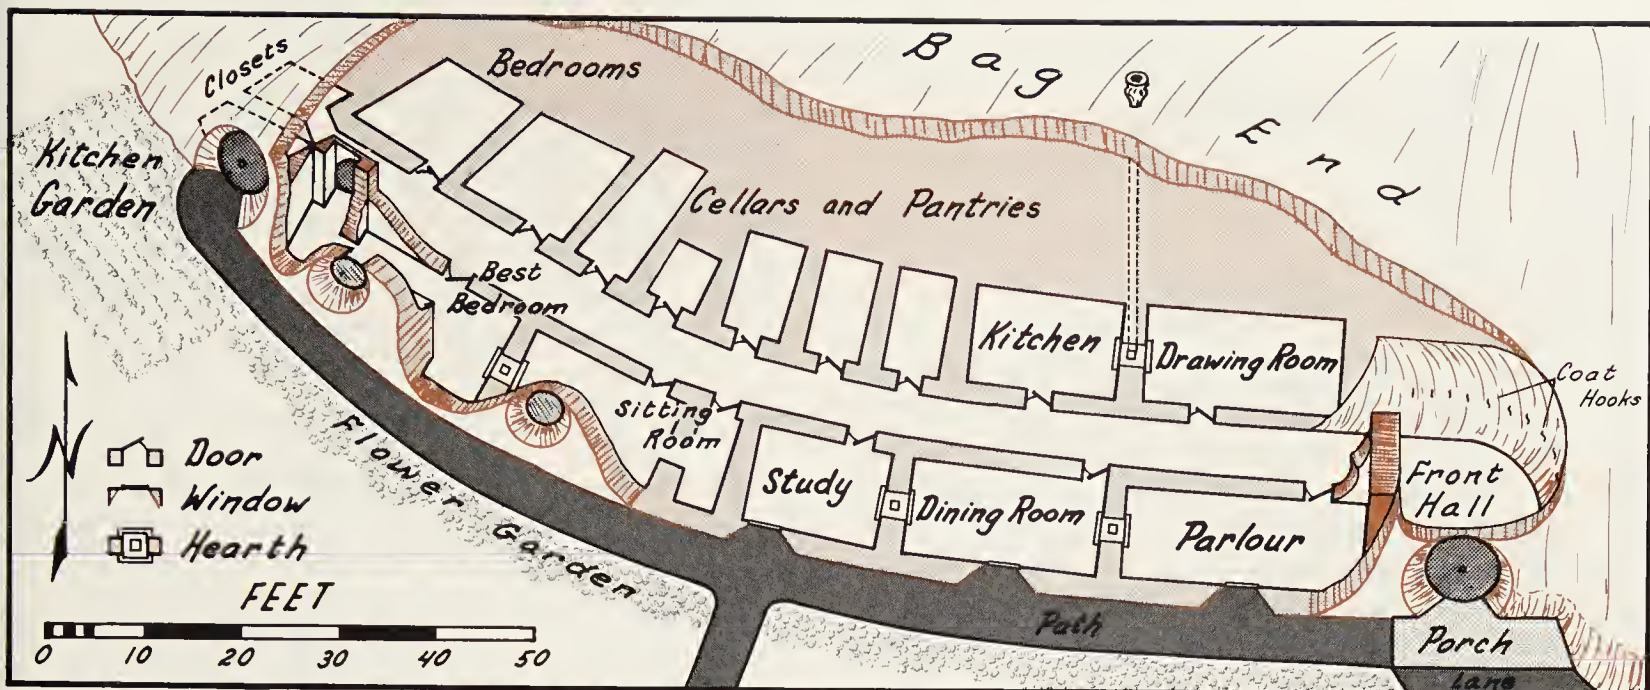 Bag End
Closets
Bedrooms
Kitchen
Garden
Cellars and Pantries
Best
Bedroom
Kitchen
Drawing Room
Coat
Hooks
Sitting
Room
Study
Dining Room
Parlour
Front
Hall
N
Door
Window
Hearth
Flower Garden
FEET
0 10 20 30 40 50
Path
Porch
Lane